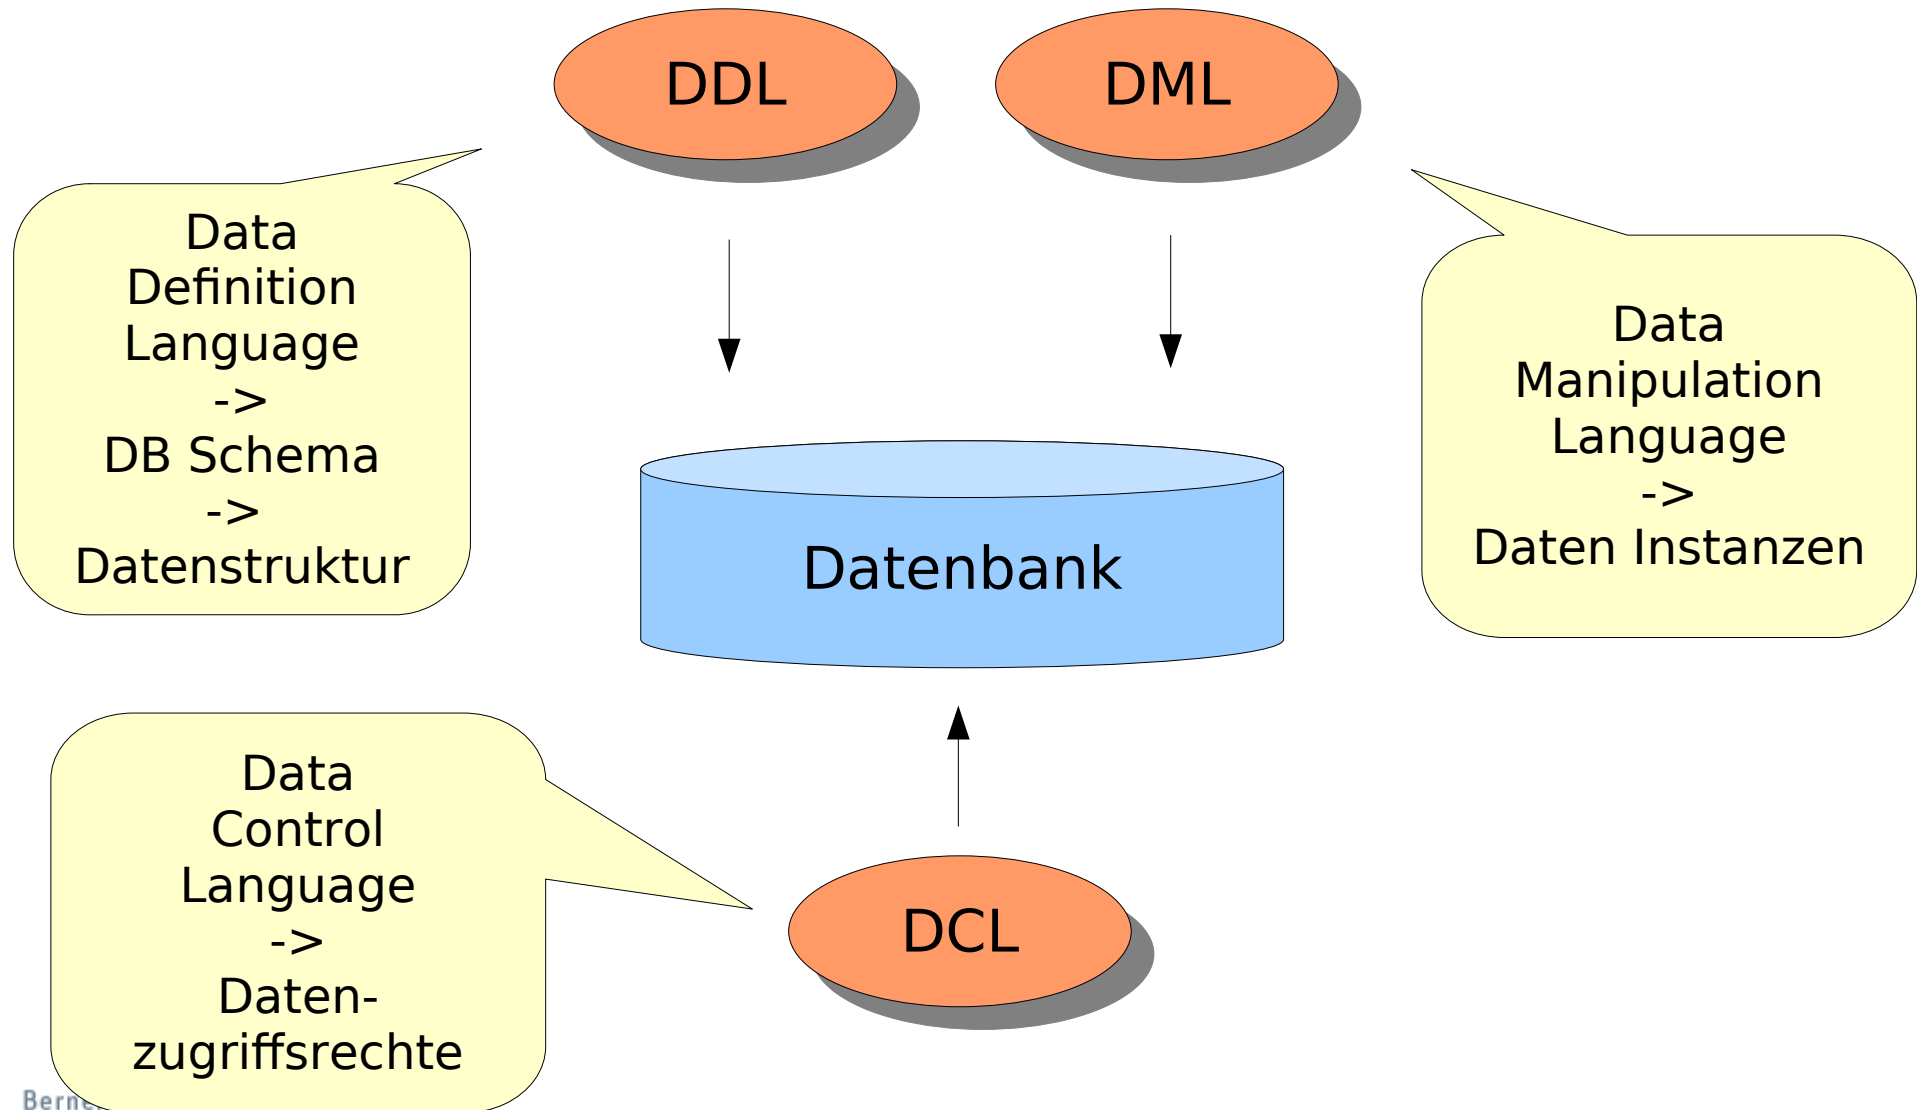 DDL
DML
Data
Definition
Language
->
DB Schema
->
Datenstruktur
Data
Manipulation
Language
->
Daten Instanzen
Datenbank
Data
Control
Language
->
Daten-
zugriffsrechte
DCL